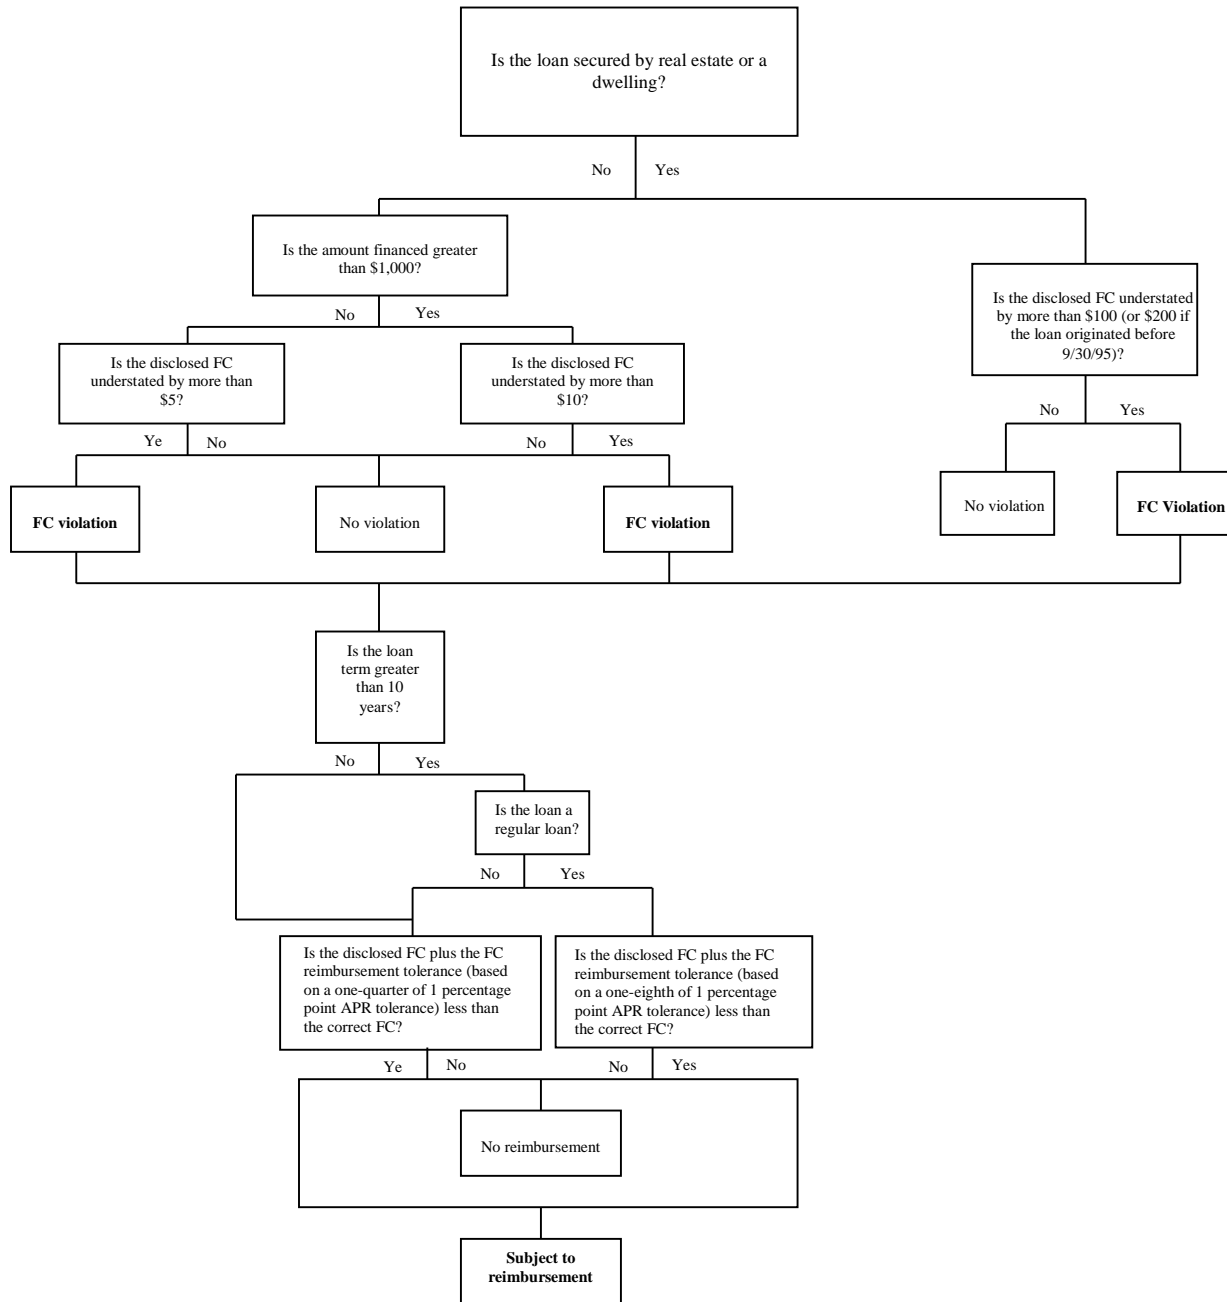 Is the loan secured by real estate or a
dwelling?
No
Yes
Is the amount financed greater
than $1,000?
No
Yes
Is the disclosed FC understated
by more than $100 (or $200 if
the loan originated before
9/30/95)?
Is the disclosed FC
understated by more than
$5?
Is the disclosed FC
understated by more than
$10?
No
Yes
Ye
No
No
Yes
FC violation
No violation
FC violation
No violation
FC Violation
Is the loan
term greater
than 10
years?
No
Yes
Is the loan a
regular loan?
No
Yes
Is the disclosed FC plus the FC
reimbursement tolerance (based
on a one-quarter of 1 percentage
point APR tolerance) less than
the correct FC?
Is the disclosed FC plus the FC
reimbursement tolerance (based
on a one-eighth of 1 percentage
point APR tolerance) less than
the correct FC?
Ye
No
No
Yes
No reimbursement
Subject to
reimbursement